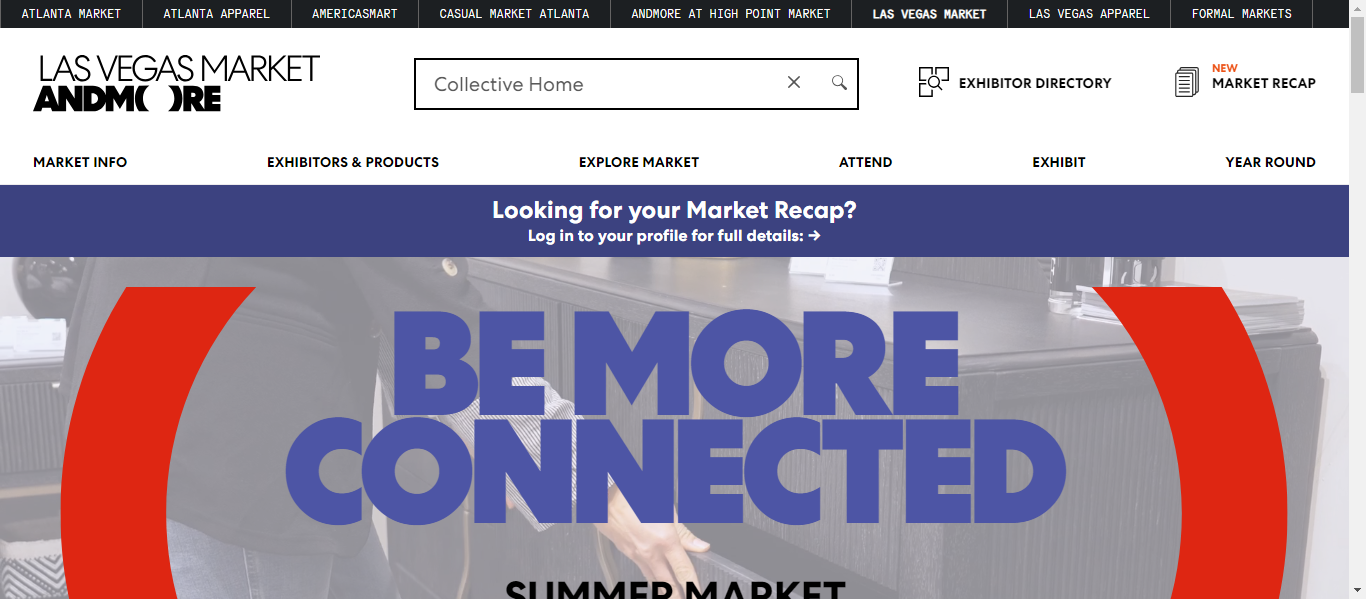 ATLANTA MARKET
ATLANTA APPAREL
AMERICASMART
CASUAL MARKET ATLANTA
ANDMORE AT HIGH POINT MARKET
LAS VEGAS MARKET
LAS VEGAS APPAREL
FORMAL MARKETS
LAS VEGAS MARKET
ANDM( )RE
Collective Home
EXHIBITOR DIRECTORY
NEW
MARKET RECAP
MARKET INFO
EXHIBITORS & PRODUCTS
EXPLORE MARKET
ATTEND
EXHIBIT
YEAR ROUND
Looking for your Market Recap?
Log in to your profile for full details: →
BE MORE
CONNECTED
SUMMER MARKET